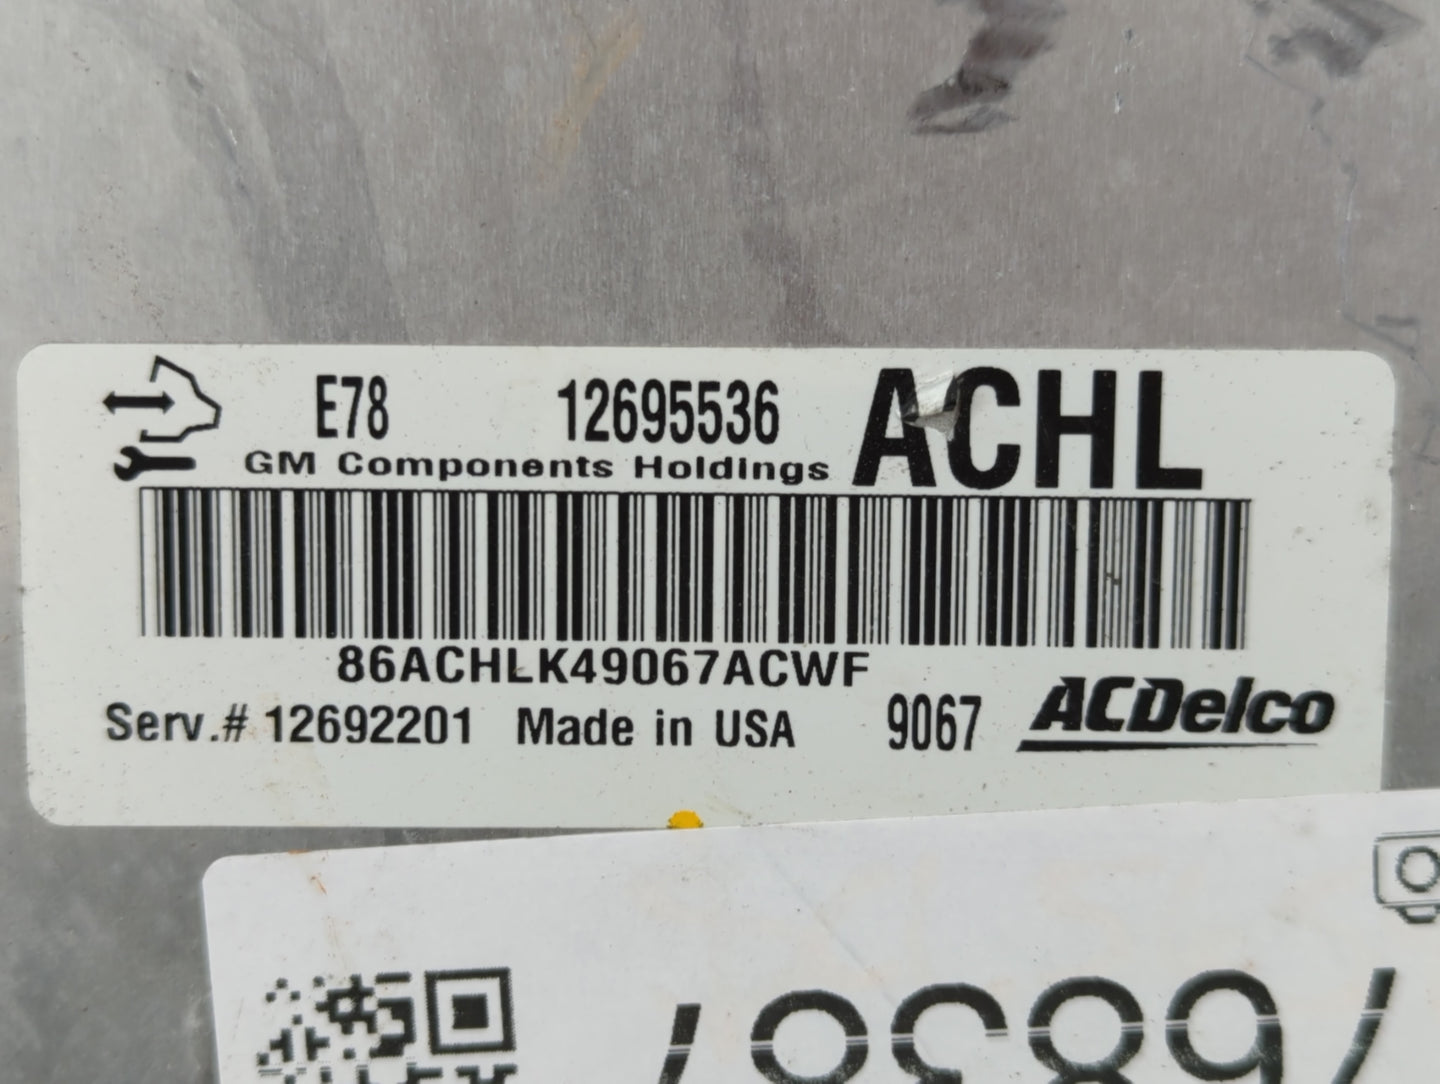 E78 12695536 ACHL
GM Components Holdings
86ACHLK49067ACWF
Serv.# 12692201 Made in USA 9067 ACDelco